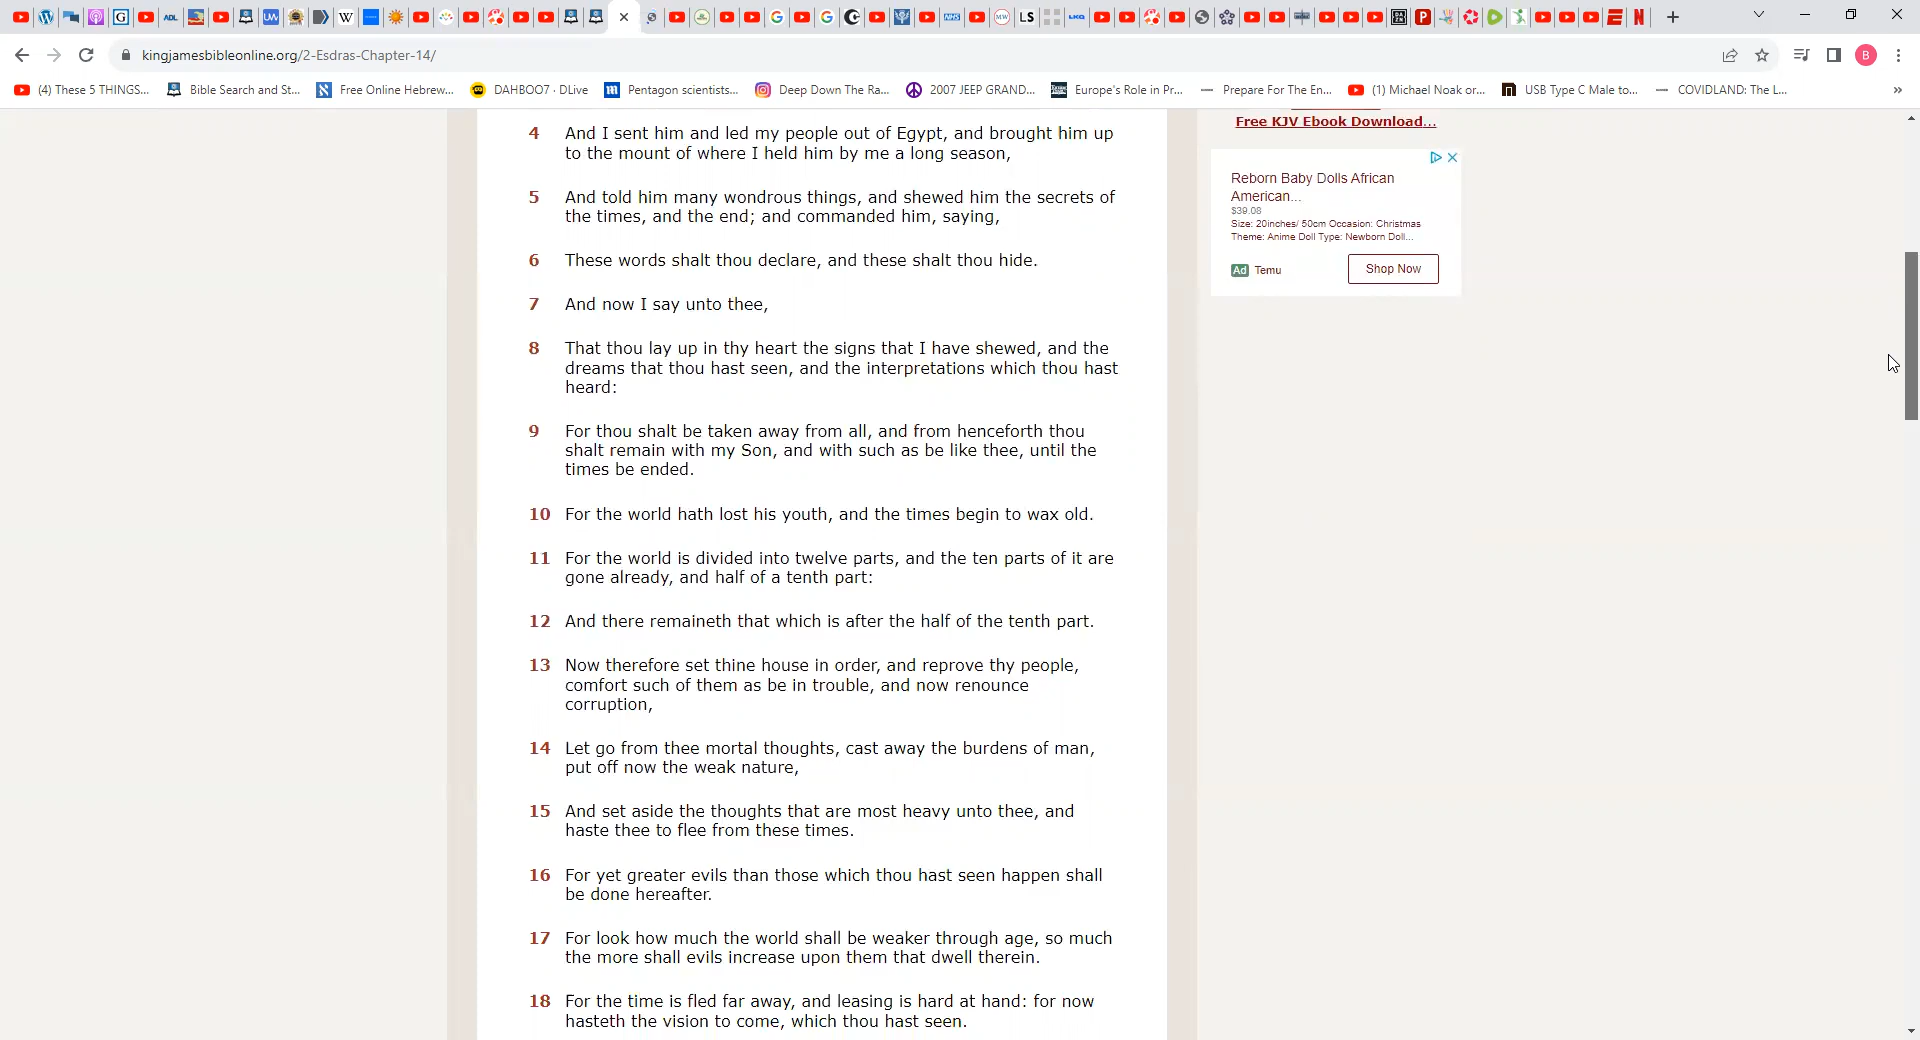 kingjamesbibleonline.org/2-Esdras-Chapter-14/
B
(4) These 5 THINGS...
Bible Search and St...
Free Online Hebrew...
DAHBOO7 · DLive
Pentagon scientists...
Deep Down The Ra...
2007 JEEP GRAND...
Europe's Role in Pr...
Prepare For The En...
(1) Michael Noak or...
USB Type C Male to...
COVIDLAND: The L...
»
4 And I sent him and led my people out of Egypt, and brought him up
to the mount of where I held him by me a long season,
5 And told him many wondrous things, and shewed him the secrets of
the times, and the end; and commanded him, saying,
6 These words shalt thou declare, and these shalt thou hide.
7 And now I say unto thee,
8 That thou lay up in thy heart the signs that I have shewed, and the
dreams that thou hast seen, and the interpretations which thou hast
heard:
9 For thou shalt be taken away from all, and from henceforth thou
shalt remain with my Son, and with such as be like thee, until the
times be ended.
10 For the world hath lost his youth, and the times begin to wax old.
11 For the world is divided into twelve parts, and the ten parts of it are
gone already, and half of a tenth part:
12 And there remaineth that which is after the half of the tenth part.
13 Now therefore set thine house in order, and reprove thy people,
comfort such of them as be in trouble, and now renounce
corruption,
14 Let go from thee mortal thoughts, cast away the burdens of man,
put off now the weak nature,
15 And set aside the thoughts that are most heavy unto thee, and
haste thee to flee from these times.
16 For yet greater evils than those which thou hast seen happen shall
be done hereafter.
17 For look how much the world shall be weaker through age, so much
the more shall evils increase upon them that dwell therein.
18 For the time is fled far away, and leasing is hard at hand: for now
hasteth the vision to come, which thou hast seen.
Free KJV Ebook Download...
Reborn Baby Dolls African
American...
$39.08
Size: 20inches/ 50cm Occasion: Christmas
Theme: Anime Doll Type: Newborn Doll...
Ad Temu
Shop Now